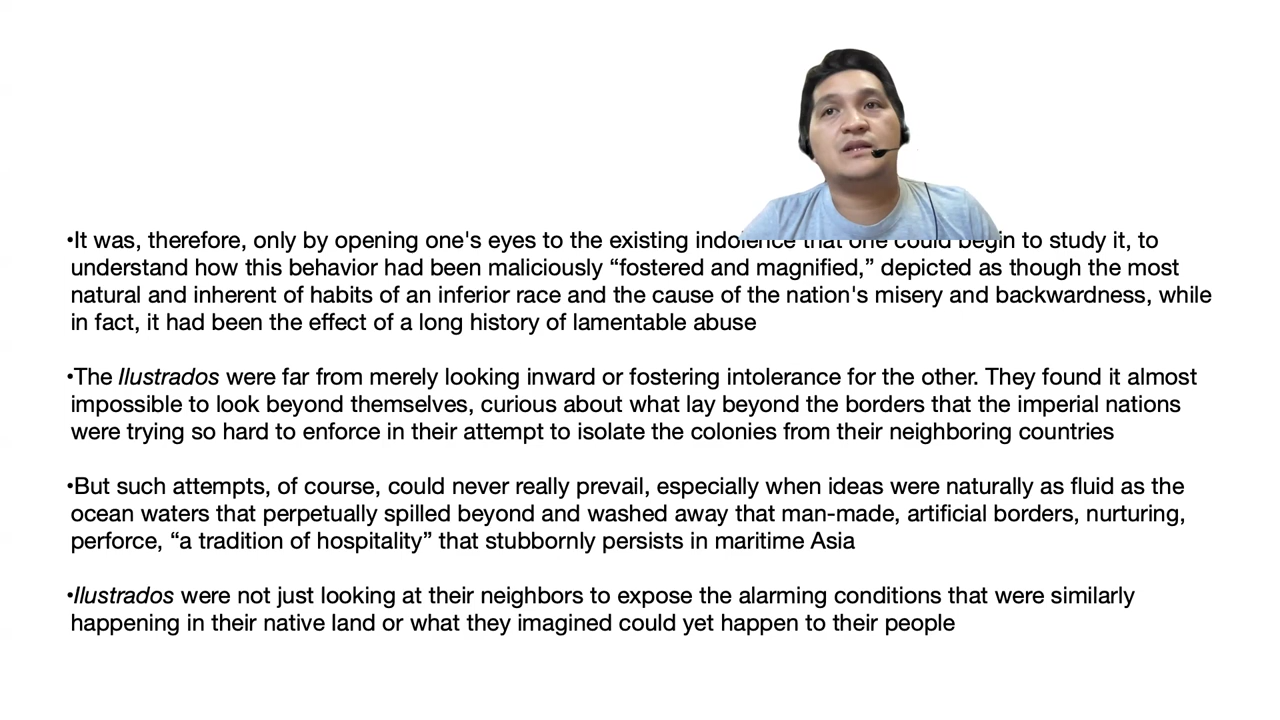 •It was, therefore, only by opening one's eyes to the existing indolence that one could begin to study it, to
understand how this behavior had been maliciously “fostered and magnified,” depicted as though the most
natural and inherent of habits of an inferior race and the cause of the nation's misery and backwardness, while
in fact, it had been the effect of a long history of lamentable abuse
•The Ilustrados were far from merely looking inward or fostering intolerance for the other. They found it almost
impossible to look beyond themselves, curious about what lay beyond the borders that the imperial nations
were trying so hard to enforce in their attempt to isolate the colonies from their neighboring countries
•But such attempts, of course, could never really prevail, especially when ideas were naturally as fluid as the
ocean waters that perpetually spilled beyond and washed away that man-made, artificial borders, nurturing,
perforce, “a tradition of hospitality” that stubbornly persists in maritime Asia
•Ilustrados were not just looking at their neighbors to expose the alarming conditions that were similarly
happening in their native land or what they imagined could yet happen to their people